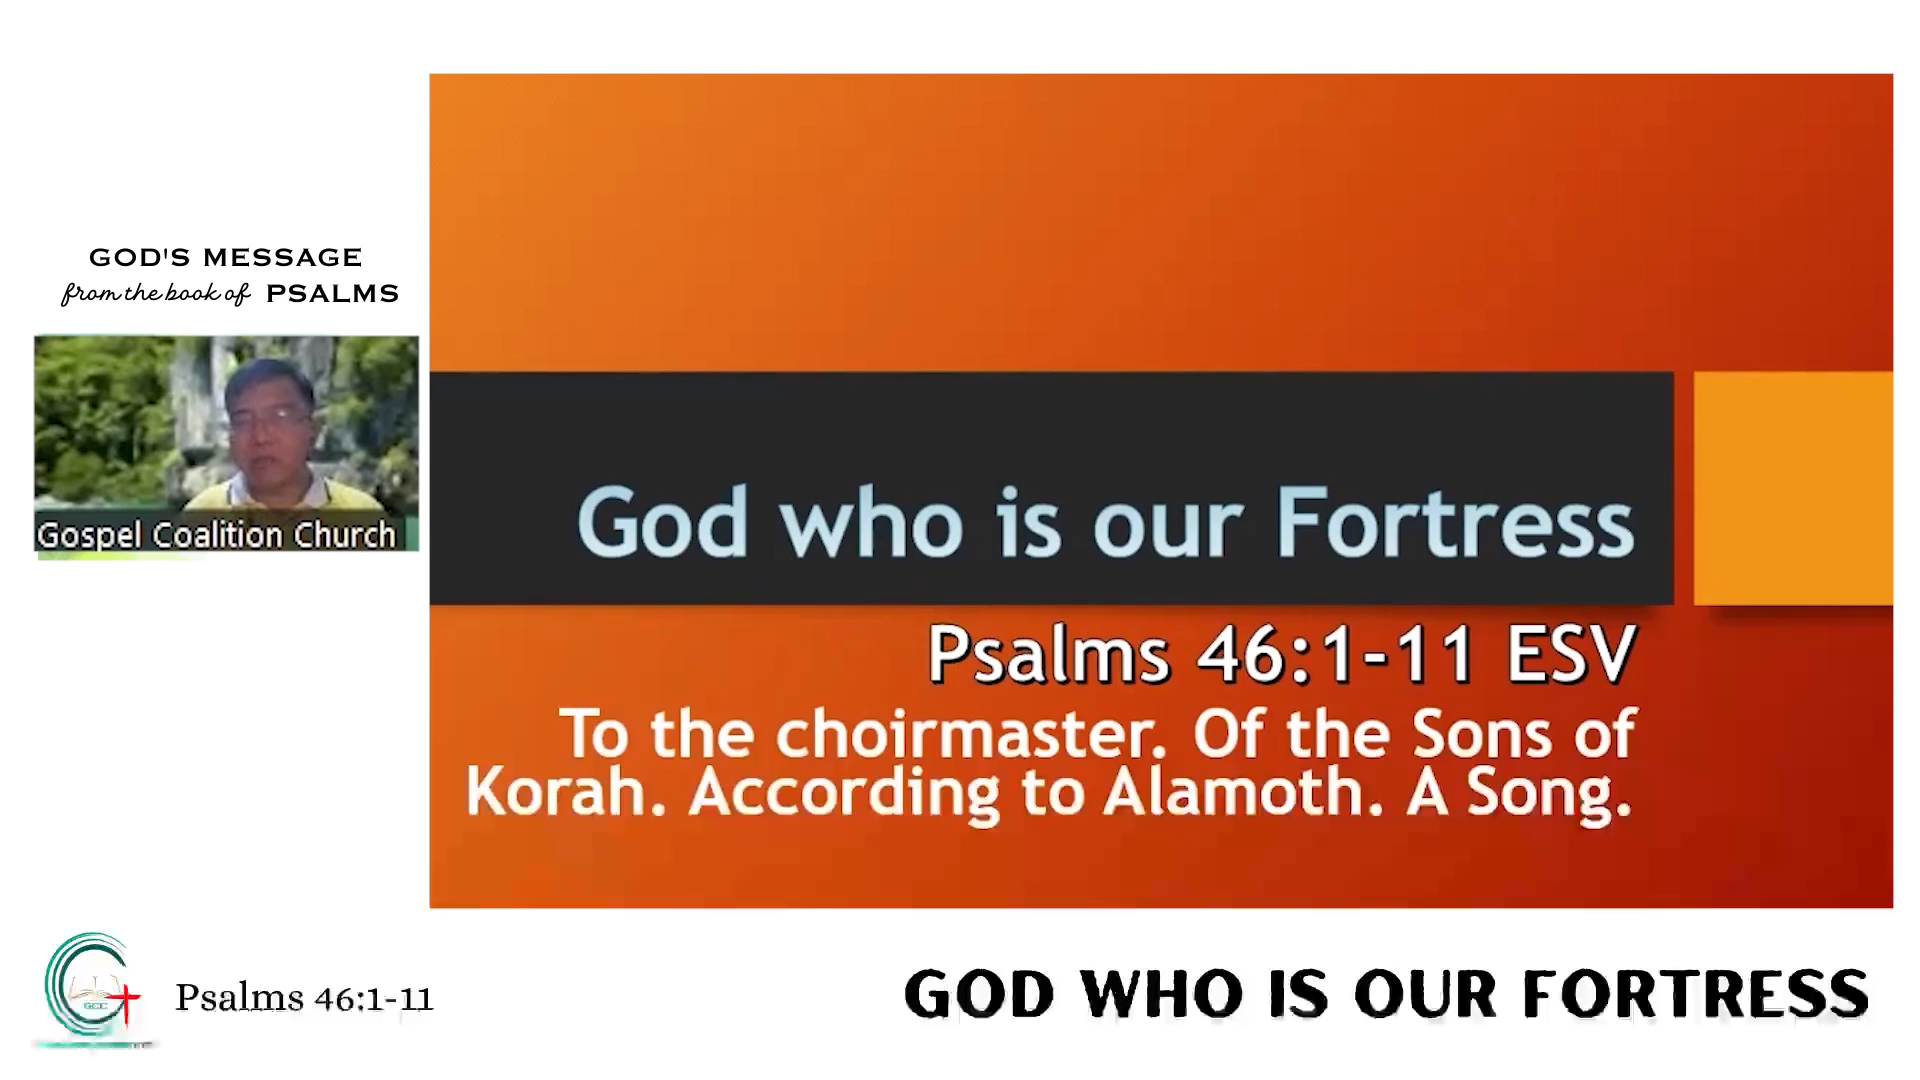 GOD'S MESSAGE
from the book of PSALMS
Gospel Coalition Church
God who is our Fortress
Psalms 46:1-11 ESV
To the choirmaster. Of the Sons of
Korah. According to Alamoth. A Song.
GCC
Psalms 46:1-11
GOD WHO IS OUR FORTRESS